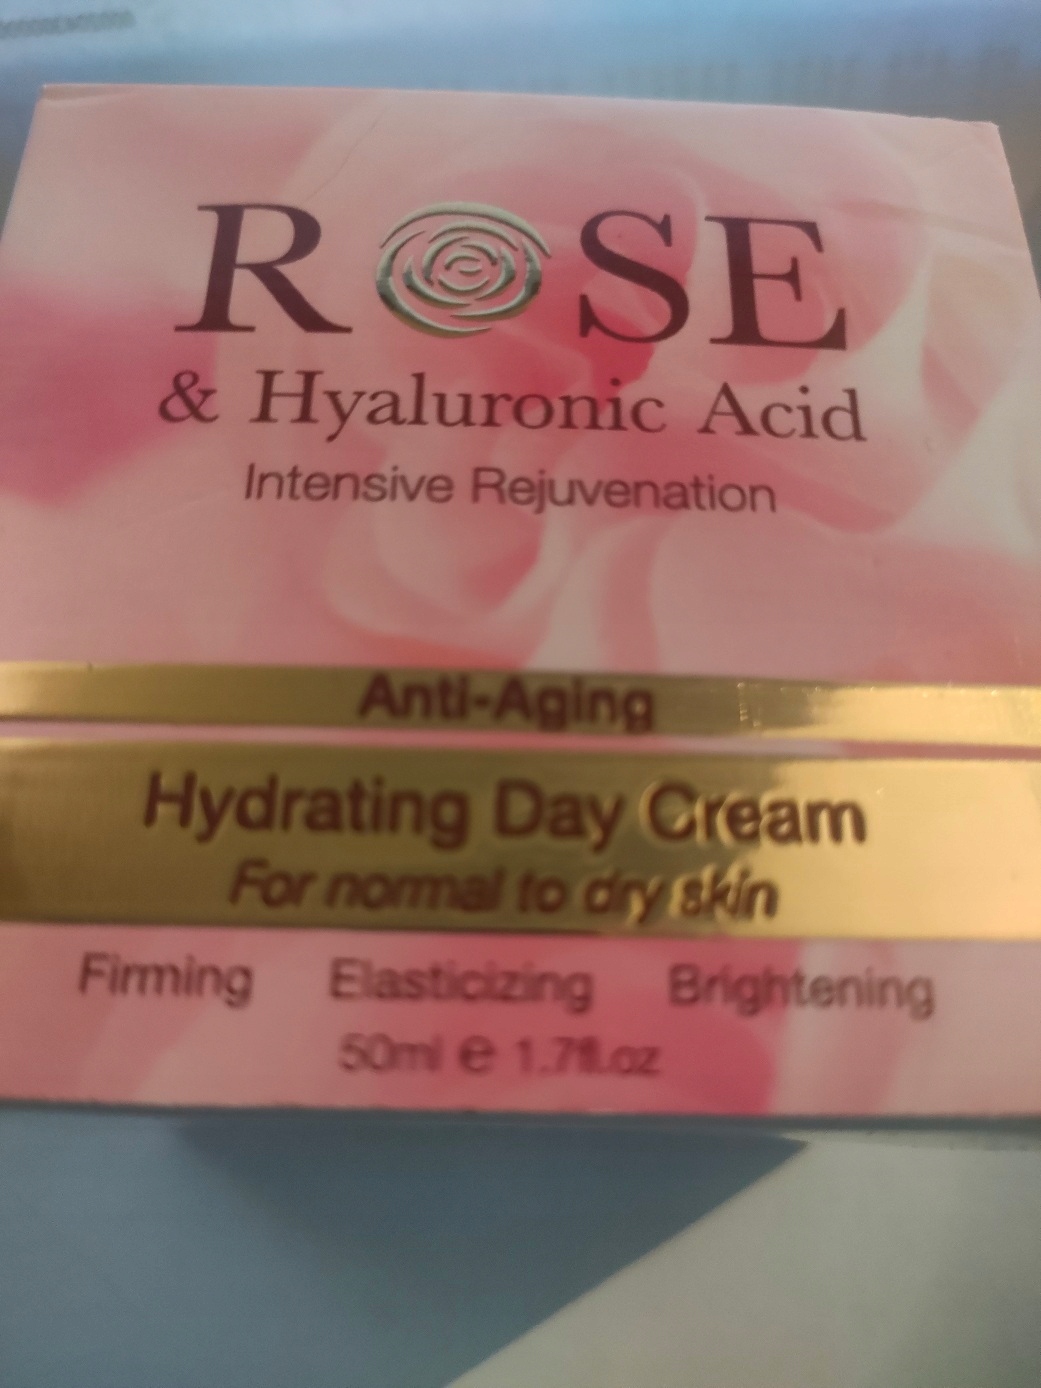 ROSE
& Hyaluronic Acid
Intensive Rejuvenation
Anti-Aging
Hydrating Day Cream
For normal to dry skin
Firming Elasticizing Brightening
50ml e 1.7fl.oz